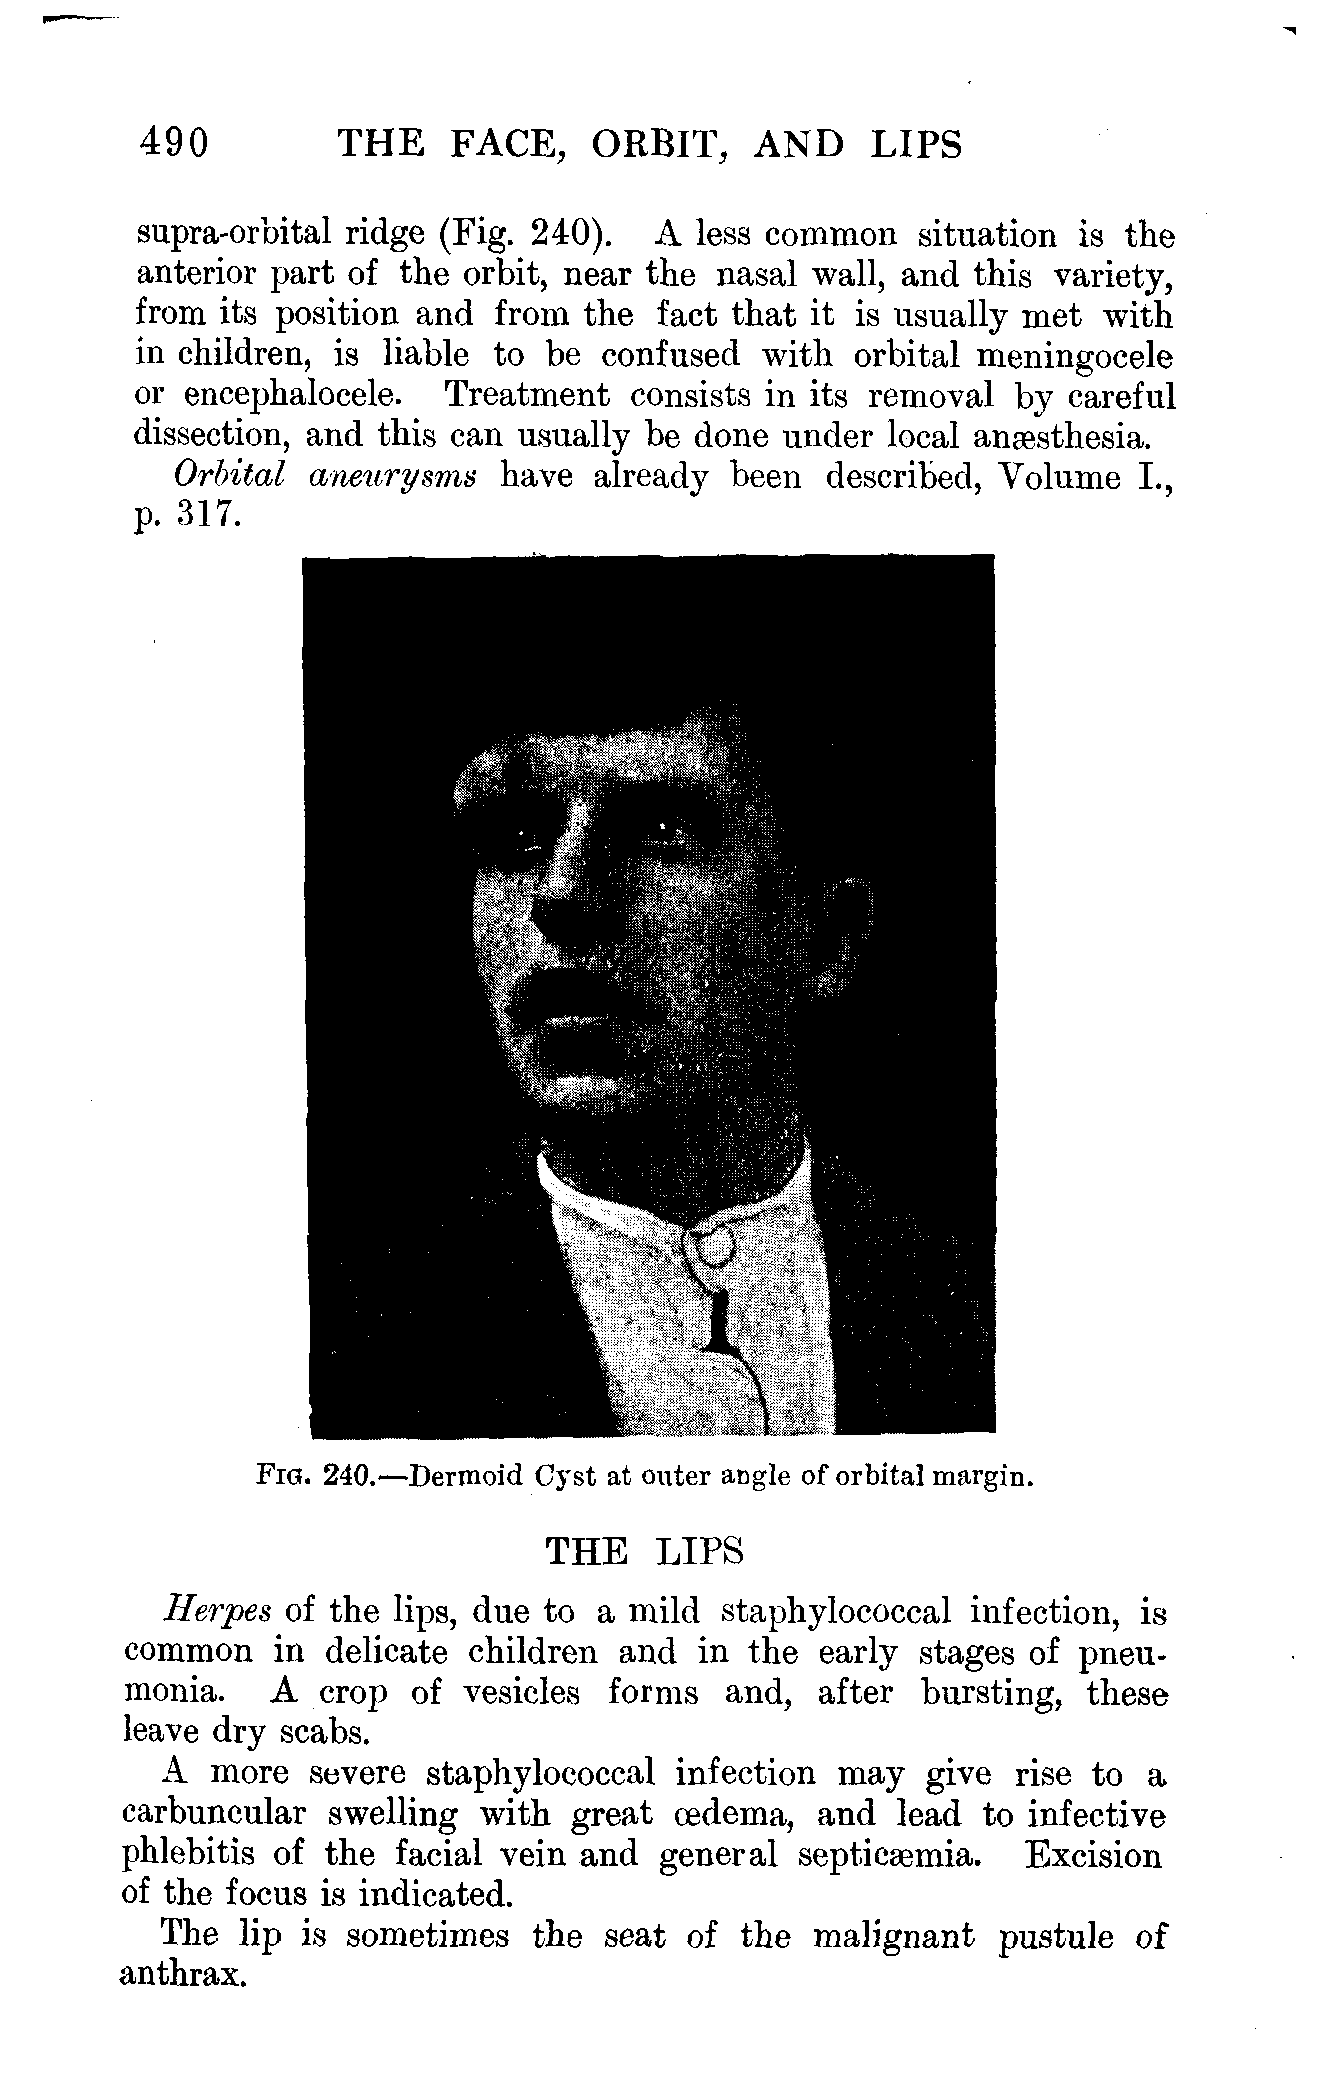 490 THE FACE, ORBIT, AND LIPS
supra-orbital ridge (Fig. 240). A less common situation is the
anterior part of the orbit, near the nasal wall, and this variety,
from its position and from the fact that it is usually met with
in children, is liable to be confused with orbital meningocele
or encephalocele. Treatment consists in its removal by careful
dissection, and this can usually be done under local anæsthesia.
Orbital aneurysms have already been described, Volume I.,
p. 317.
FIG. 240.—Dermoid Cyst at outer angle of orbital margin.
THE LIPS
Herpes of the lips, due to a mild staphylococcal infection, is
common in delicate children and in the early stages of pneu-
monia. A crop of vesicles forms and, after bursting, these
leave dry scabs.
A more severe staphylococcal infection may give rise to a
carbuncular swelling with great œdema, and lead to infective
phlebitis of the facial vein and general septicæmia. Excision
of the focus is indicated.
The lip is sometimes the seat of the malignant pustule of
anthrax.